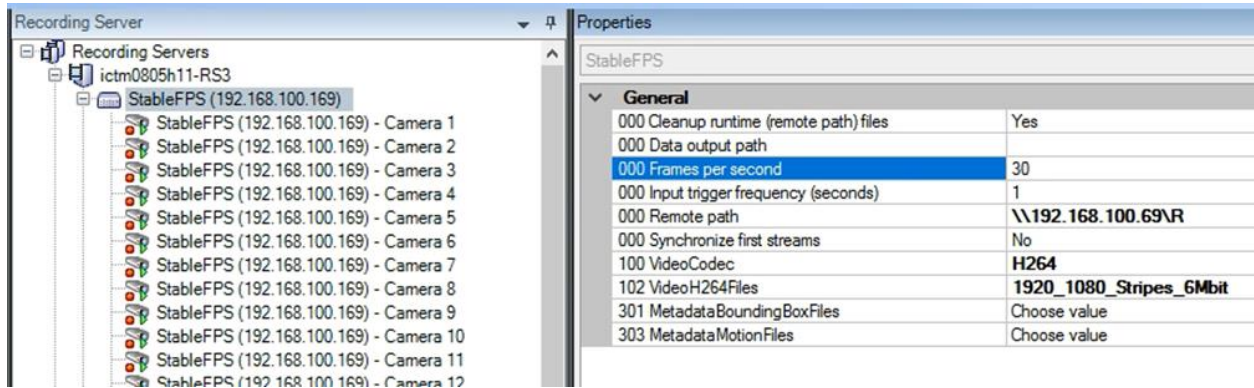 Recording Server
Recording Servers
ictm0805h11-RS3
StableFPS (192.168.100.169)
StableFPS (192.168.100.169) - Camera 1
StableFPS (192.168.100.169) - Camera 2
StableFPS (192.168.100.169) - Camera 3
StableFPS (192.168.100.169) - Camera 4
StableFPS (192.168.100.169) - Camera 5
StableFPS (192.168.100.169) - Camera 6
StableFPS (192.168.100.169) - Camera 7
StableFPS (192.168.100.169) - Camera 8
StableFPS (192.168.100.169) - Camera 9
StableFPS (192.168.100.169) - Camera 10
StableFPS (192.168.100.169) - Camera 11
StableFPS (192.168.100.169) - Camera 12
Properties
StableFPS
General
000 Cleanup runtime (remote path) files Yes
000 Data output path
000 Frames per second 30
000 Input trigger frequency (seconds) 1
000 Remote path \\192.168.100.69\R
000 Synchronize first streams No
100 VideoCodec H264
102 VideoH264Files 1920_1080_Stripes_6Mbit
301 MetadataBoundingBoxFiles Choose value
303 MetadataMotionFiles Choose value